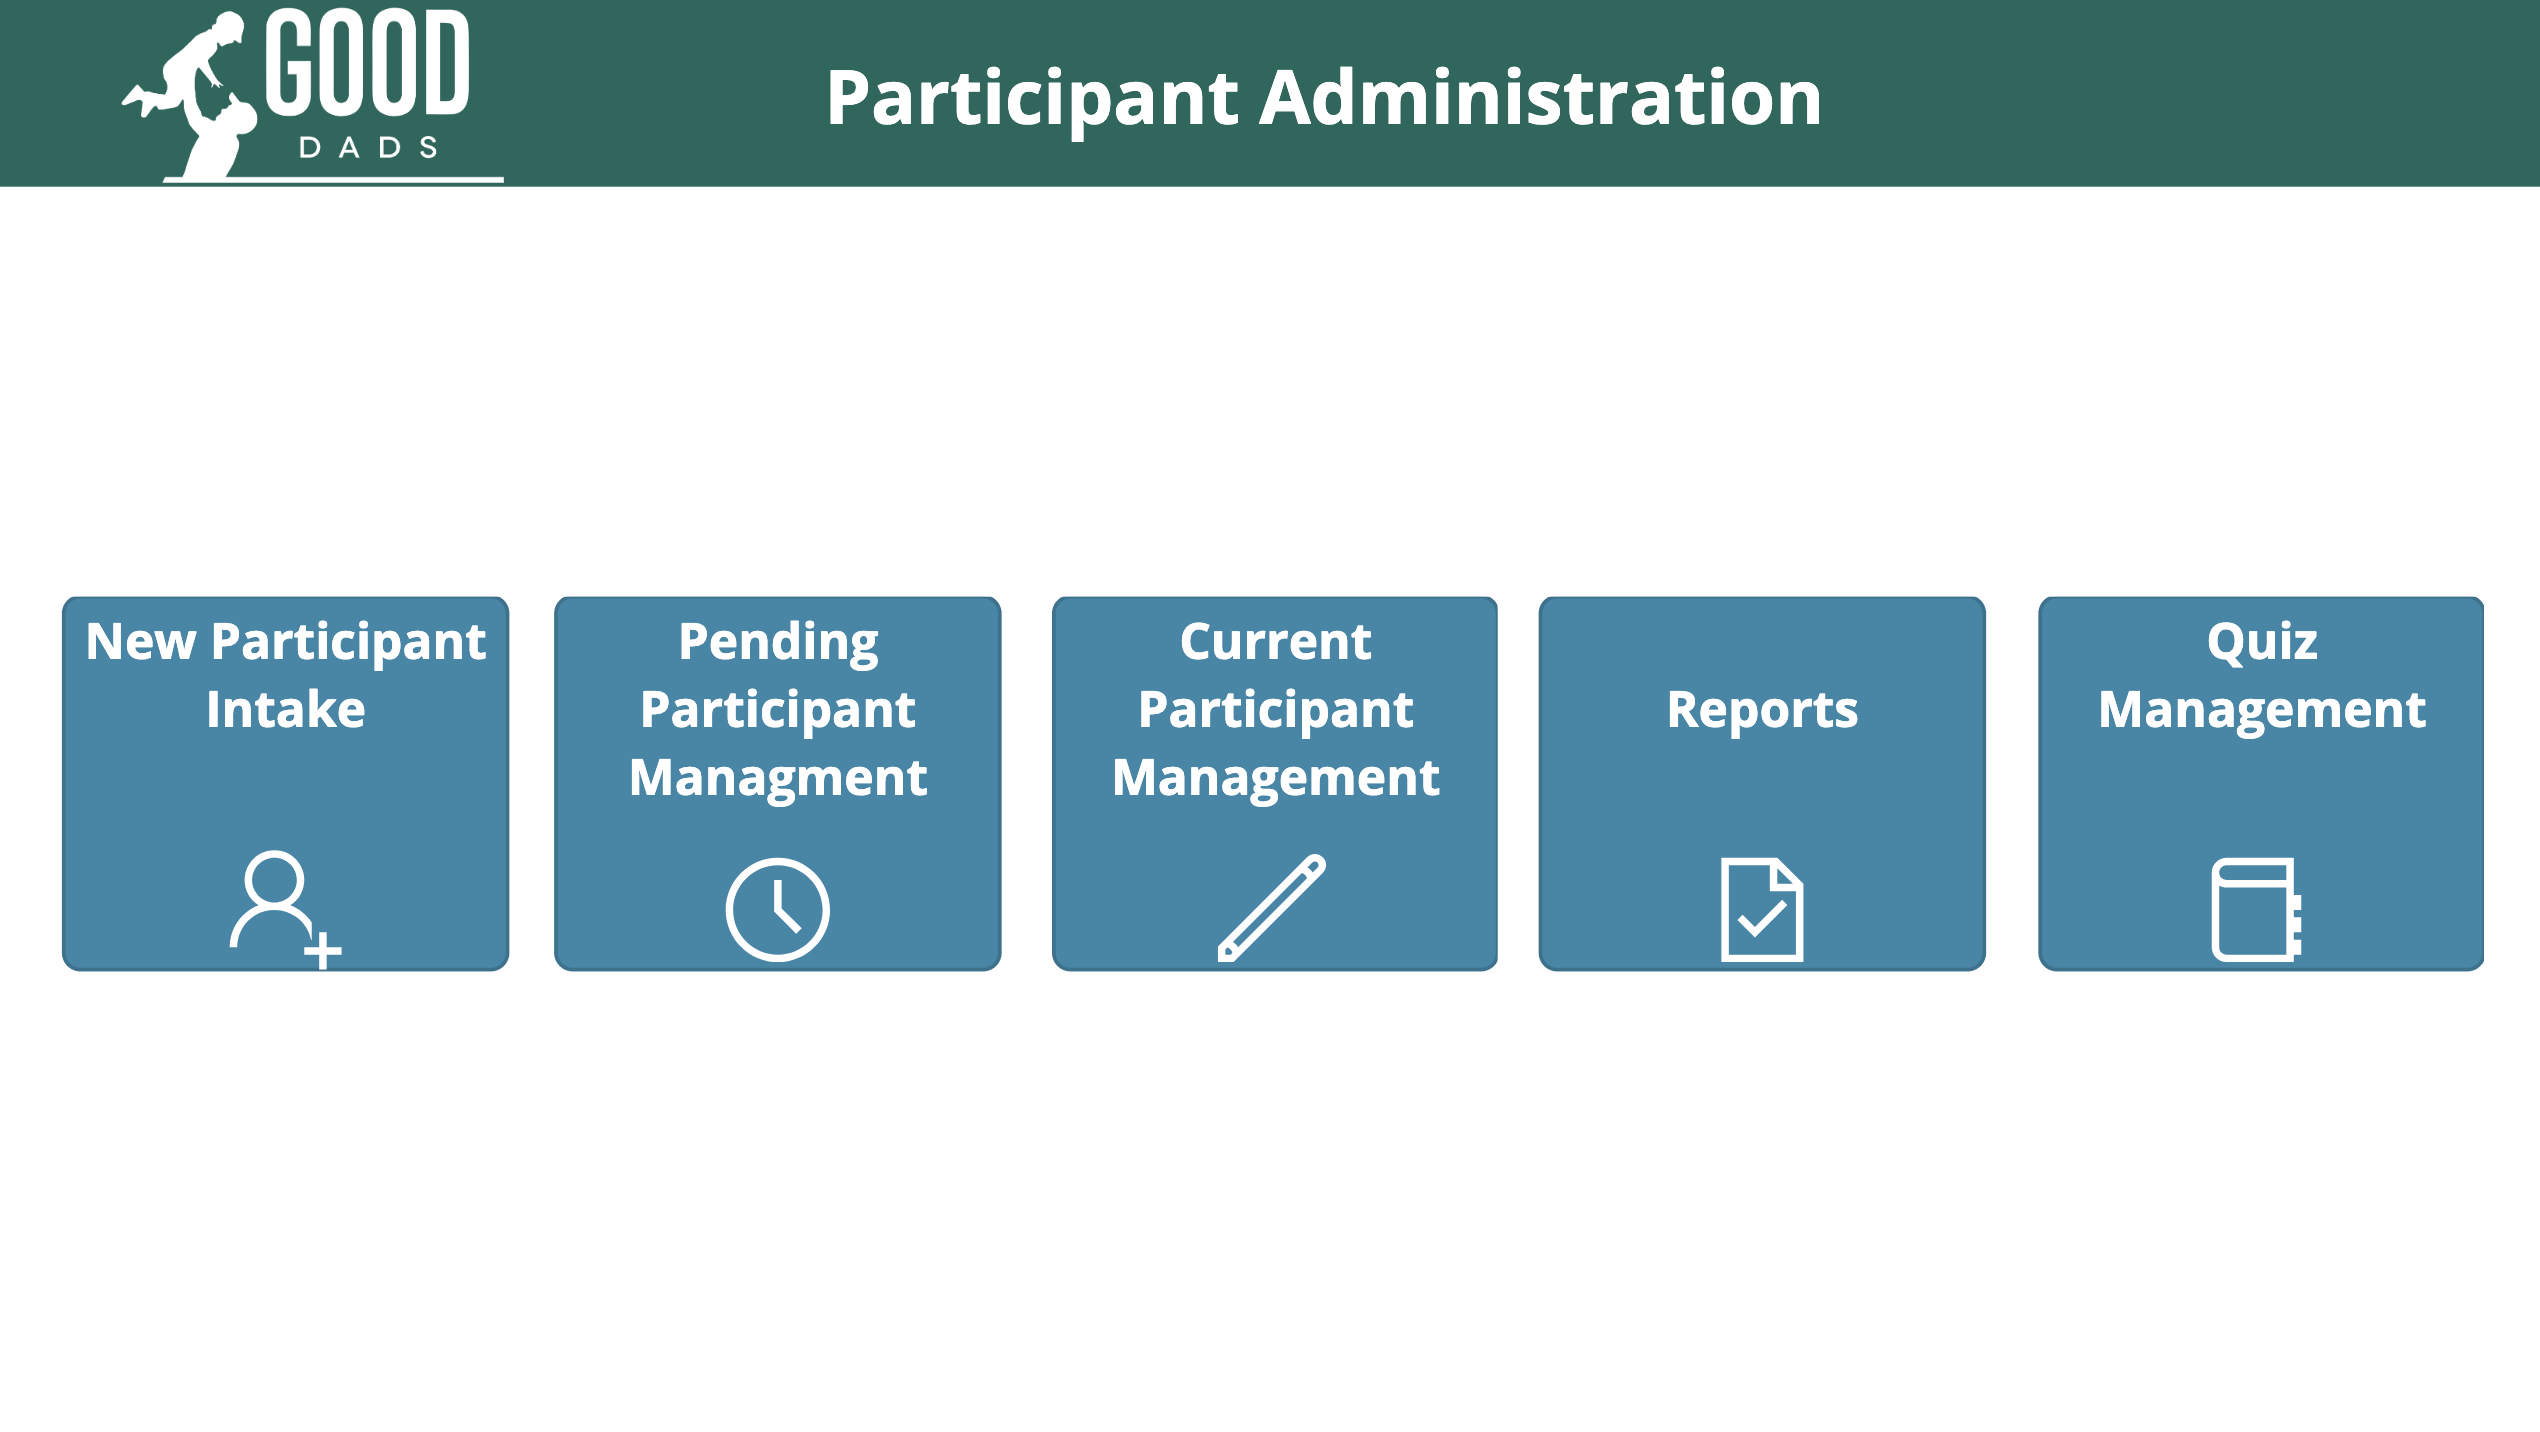 GOOD
DADS
Participant Administration
New Participant
Intake
Pending
Participant
Managment
Current
Participant
Management
Reports
Quiz
Management